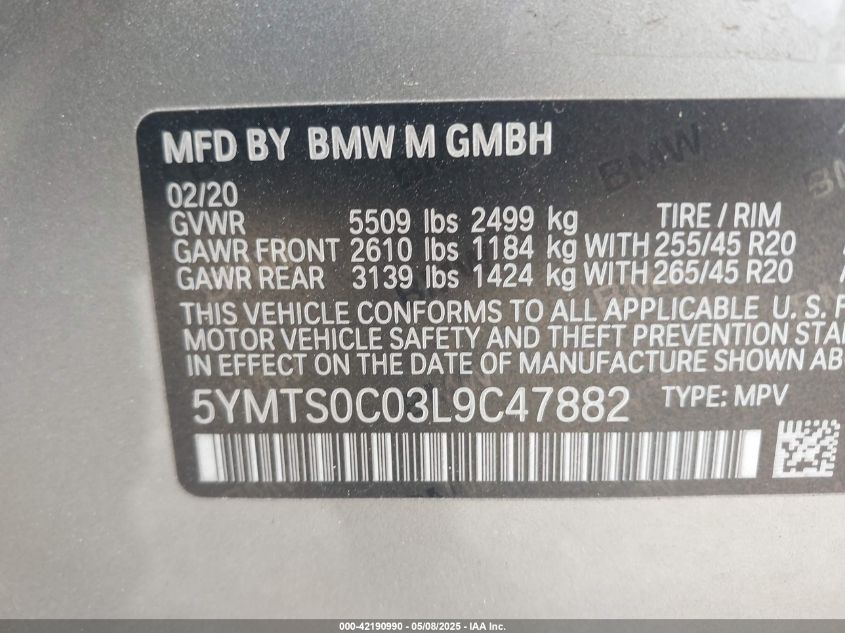 MFD BY BMW M GMBH
02/20
GVWR 5509 lbs 2499 kg TIRE / RIM
GAWR FRONT 2610 lbs 1184 kg WITH 255/45 R20
GAWR REAR 3139 lbs 1424 kg WITH 265/45 R20
THIS VEHICLE CONFORMS TO ALL APPLICABLE U. S. F
MOTOR VEHICLE SAFETY AND THEFT PREVENTION STA
IN EFFECT ON THE DATE OF MANUFACTURE SHOWN AB
5YMTS0C03L9C47882 TYPE: MPV
000-42190990 - 05/08/2025 - IAA Inc.